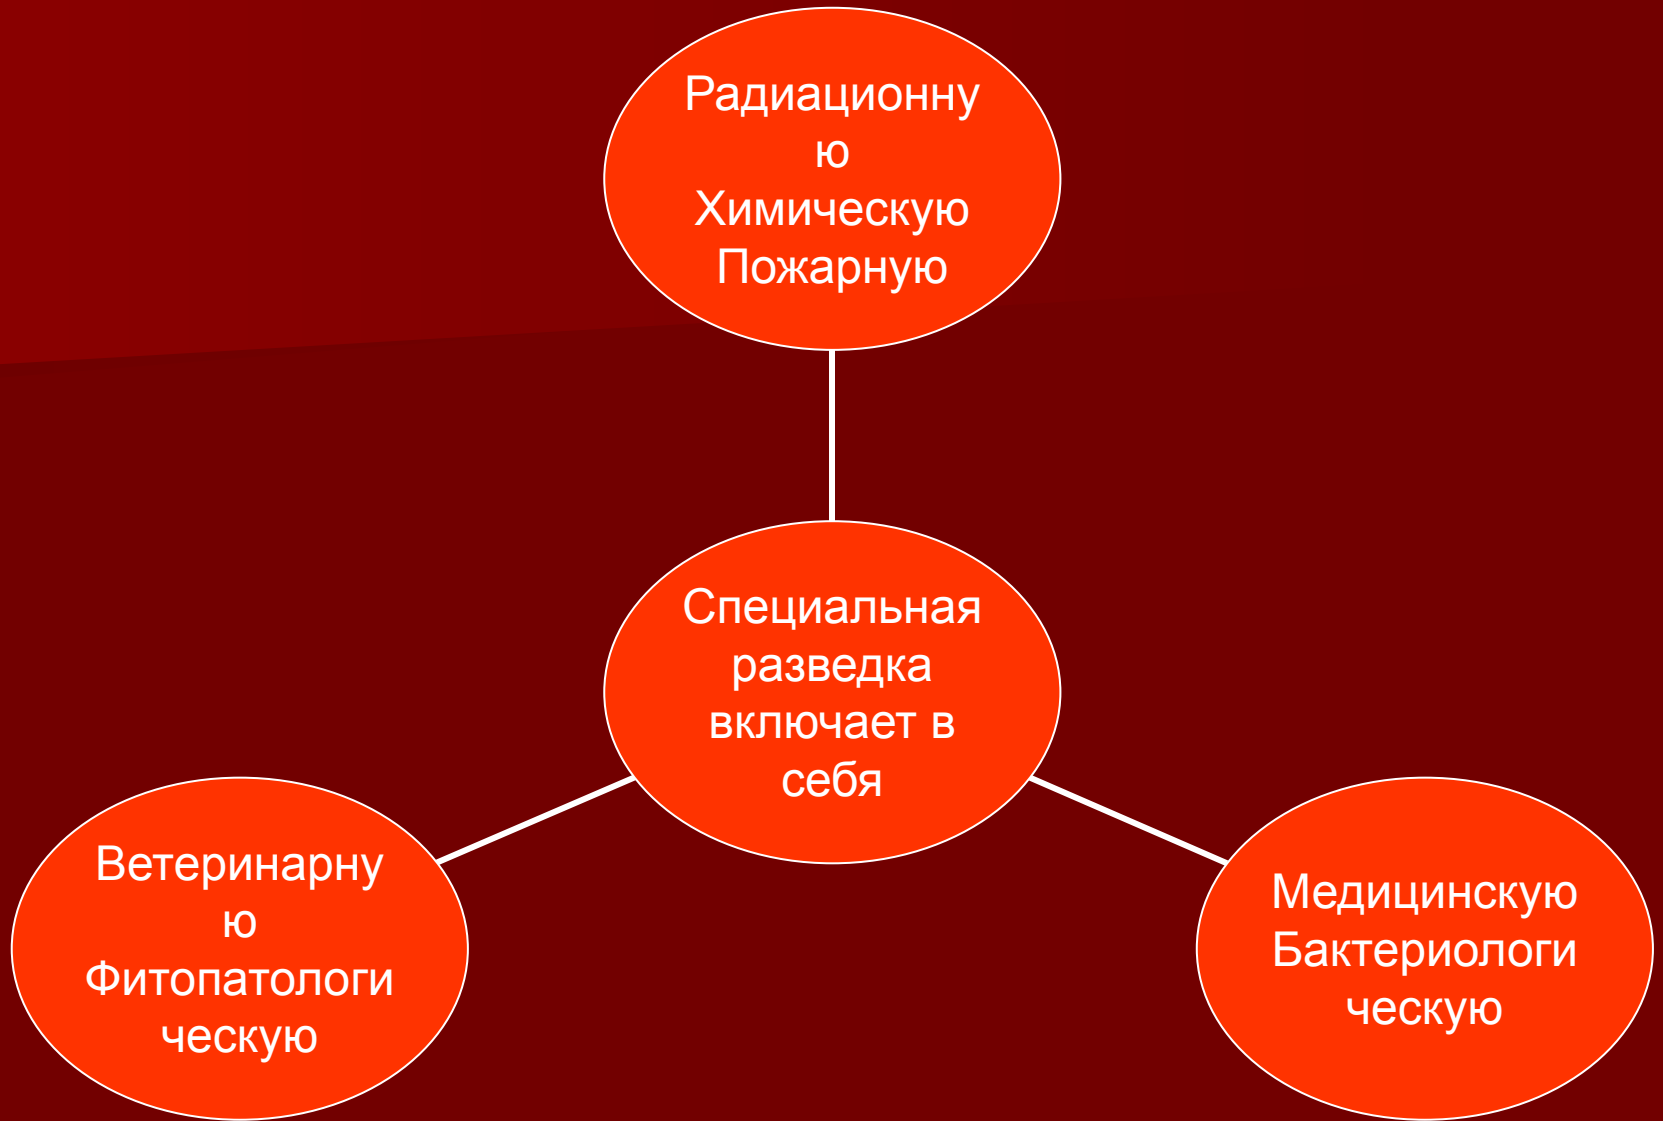 Радиационну
ю
Химическую
Пожарную
Специальная
разведка
включает в
себя
Ветеринарну
ю
Фитопатологи
ческую
Медицинскую
Бактериологи
ческую